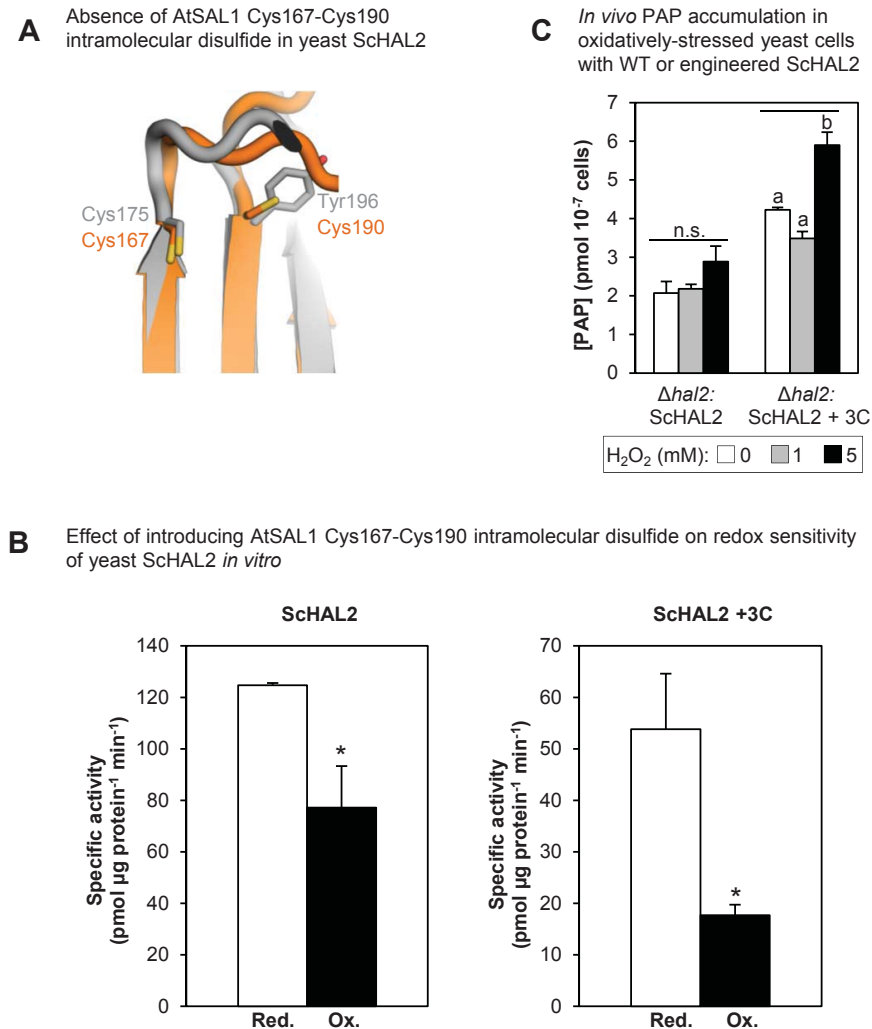 A
Absence of AtSAL1 Cys167-Cys190
intramolecular disulfide in yeast ScHAL2
Cys175
Cys167
Tyr196
Cys190
C
In vivo PAP accumulation in
oxidatively-stressed yeast cells
with WT or engineered ScHAL2
[PAP] (pmol 10⁻⁷ cells)
7
6
5
4
3
2
1
0
n.s.
a
a
b
Δhal2:
ScHAL2
Δhal2:
ScHAL2 + 3C
H₂O₂ (mM): 0 1 5
B
Effect of introducing AtSAL1 Cys167-Cys190 intramolecular disulfide on redox sensitivity
of yeast ScHAL2 in vitro
ScHAL2
Specific activity
(pmol µg protein⁻¹ min⁻¹)
140
120
100
80
60
40
20
0
*
Red. Ox.
ScHAL2 +3C
Specific activity
(pmol µg protein⁻¹ min⁻¹)
70
60
50
40
30
20
10
0
*
Red. Ox.